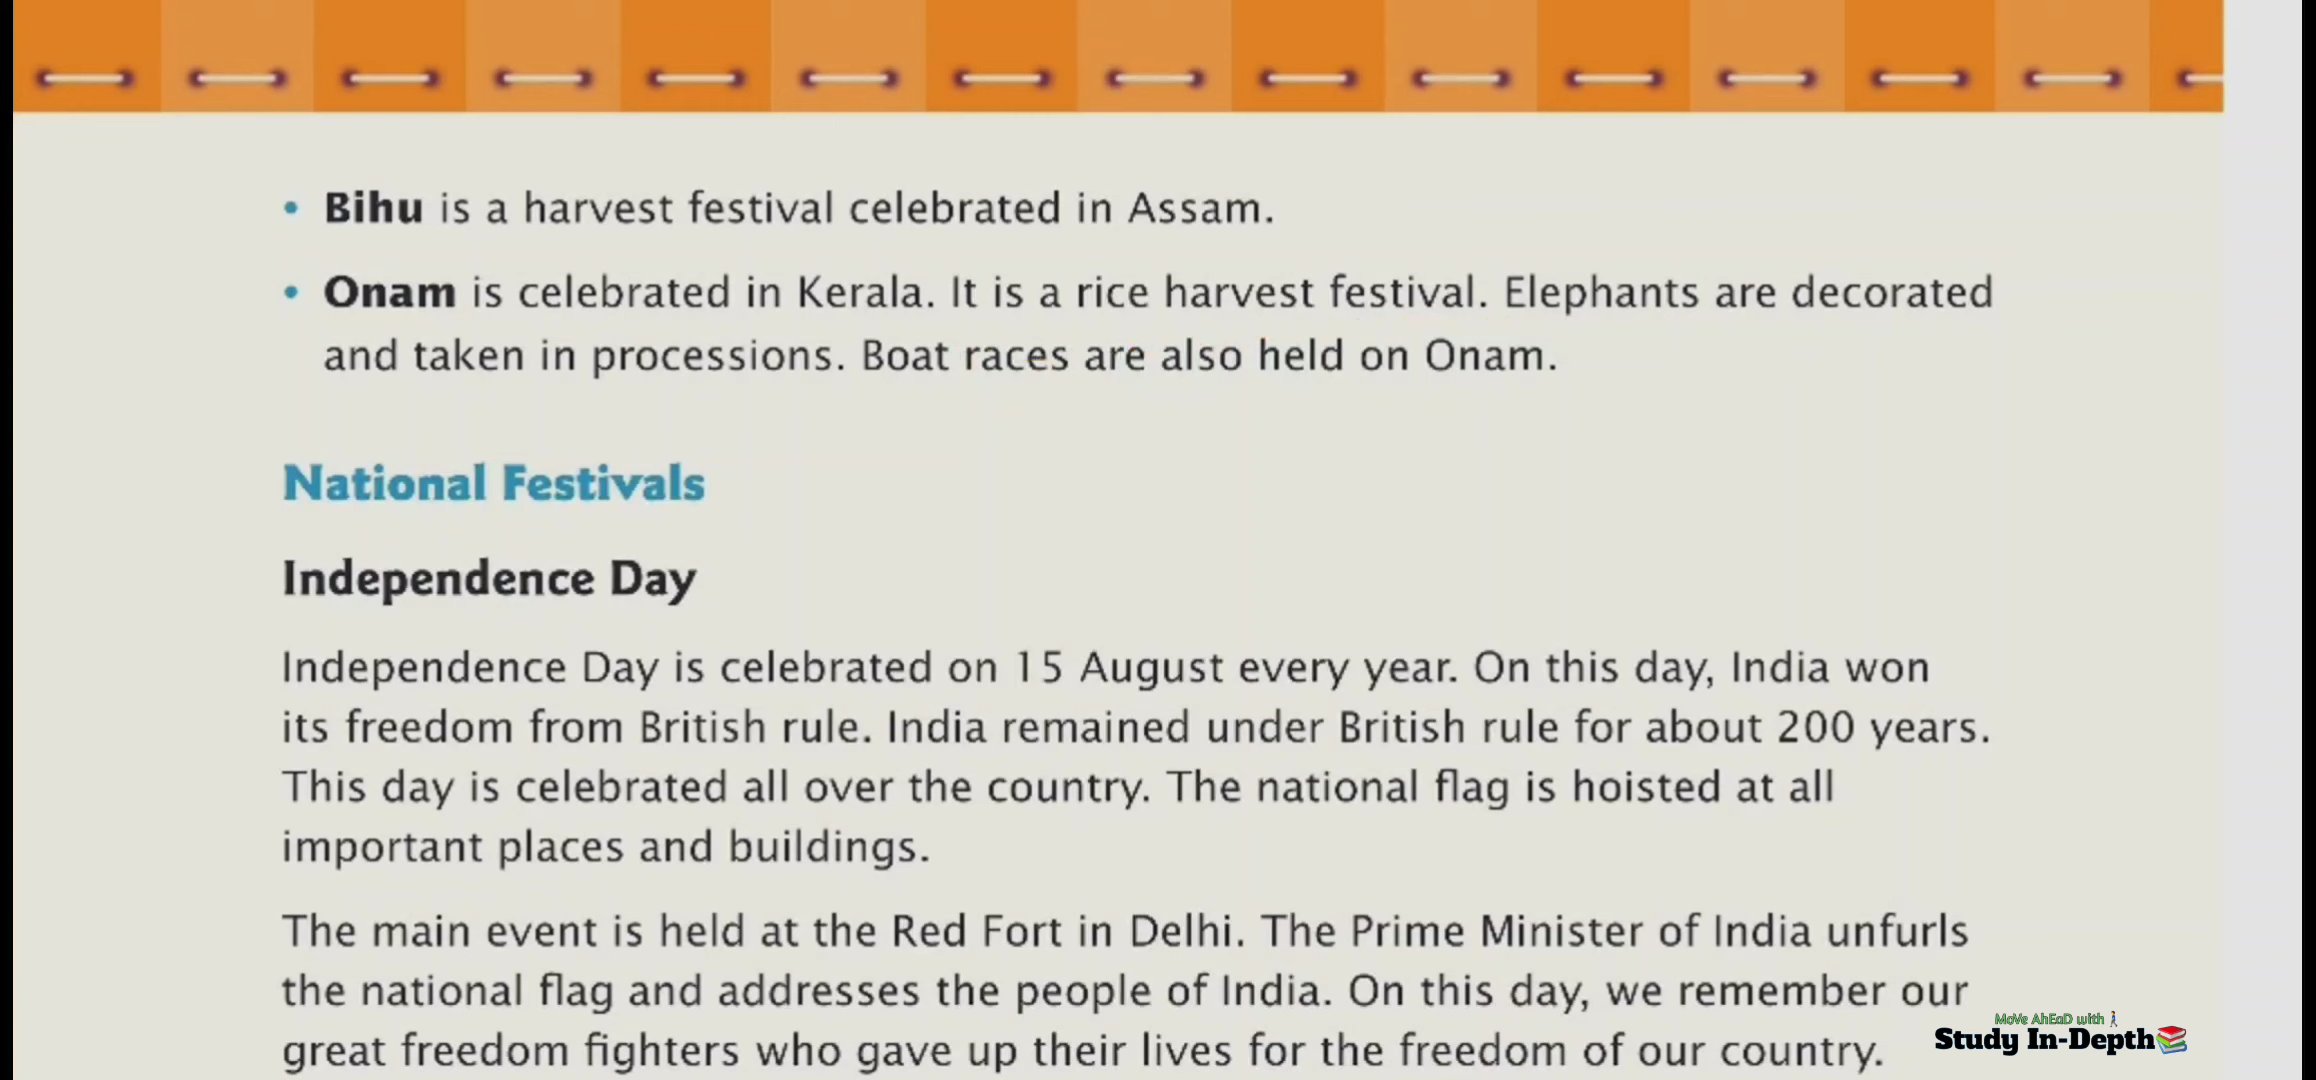 • Bihu is a harvest festival celebrated in Assam.
• Onam is celebrated in Kerala. It is a rice harvest festival. Elephants are decorated
and taken in processions. Boat races are also held on Onam.
National Festivals
Independence Day
Independence Day is celebrated on 15 August every year. On this day, India won
its freedom from British rule. India remained under British rule for about 200 years.
This day is celebrated all over the country. The national flag is hoisted at all
important places and buildings.
The main event is held at the Red Fort in Delhi. The Prime Minister of India unfurls
the national flag and addresses the people of India. On this day, we remember our
great freedom fighters who gave up their lives for the freedom of our country.
MoVe AhEaD with
Study In-Depth